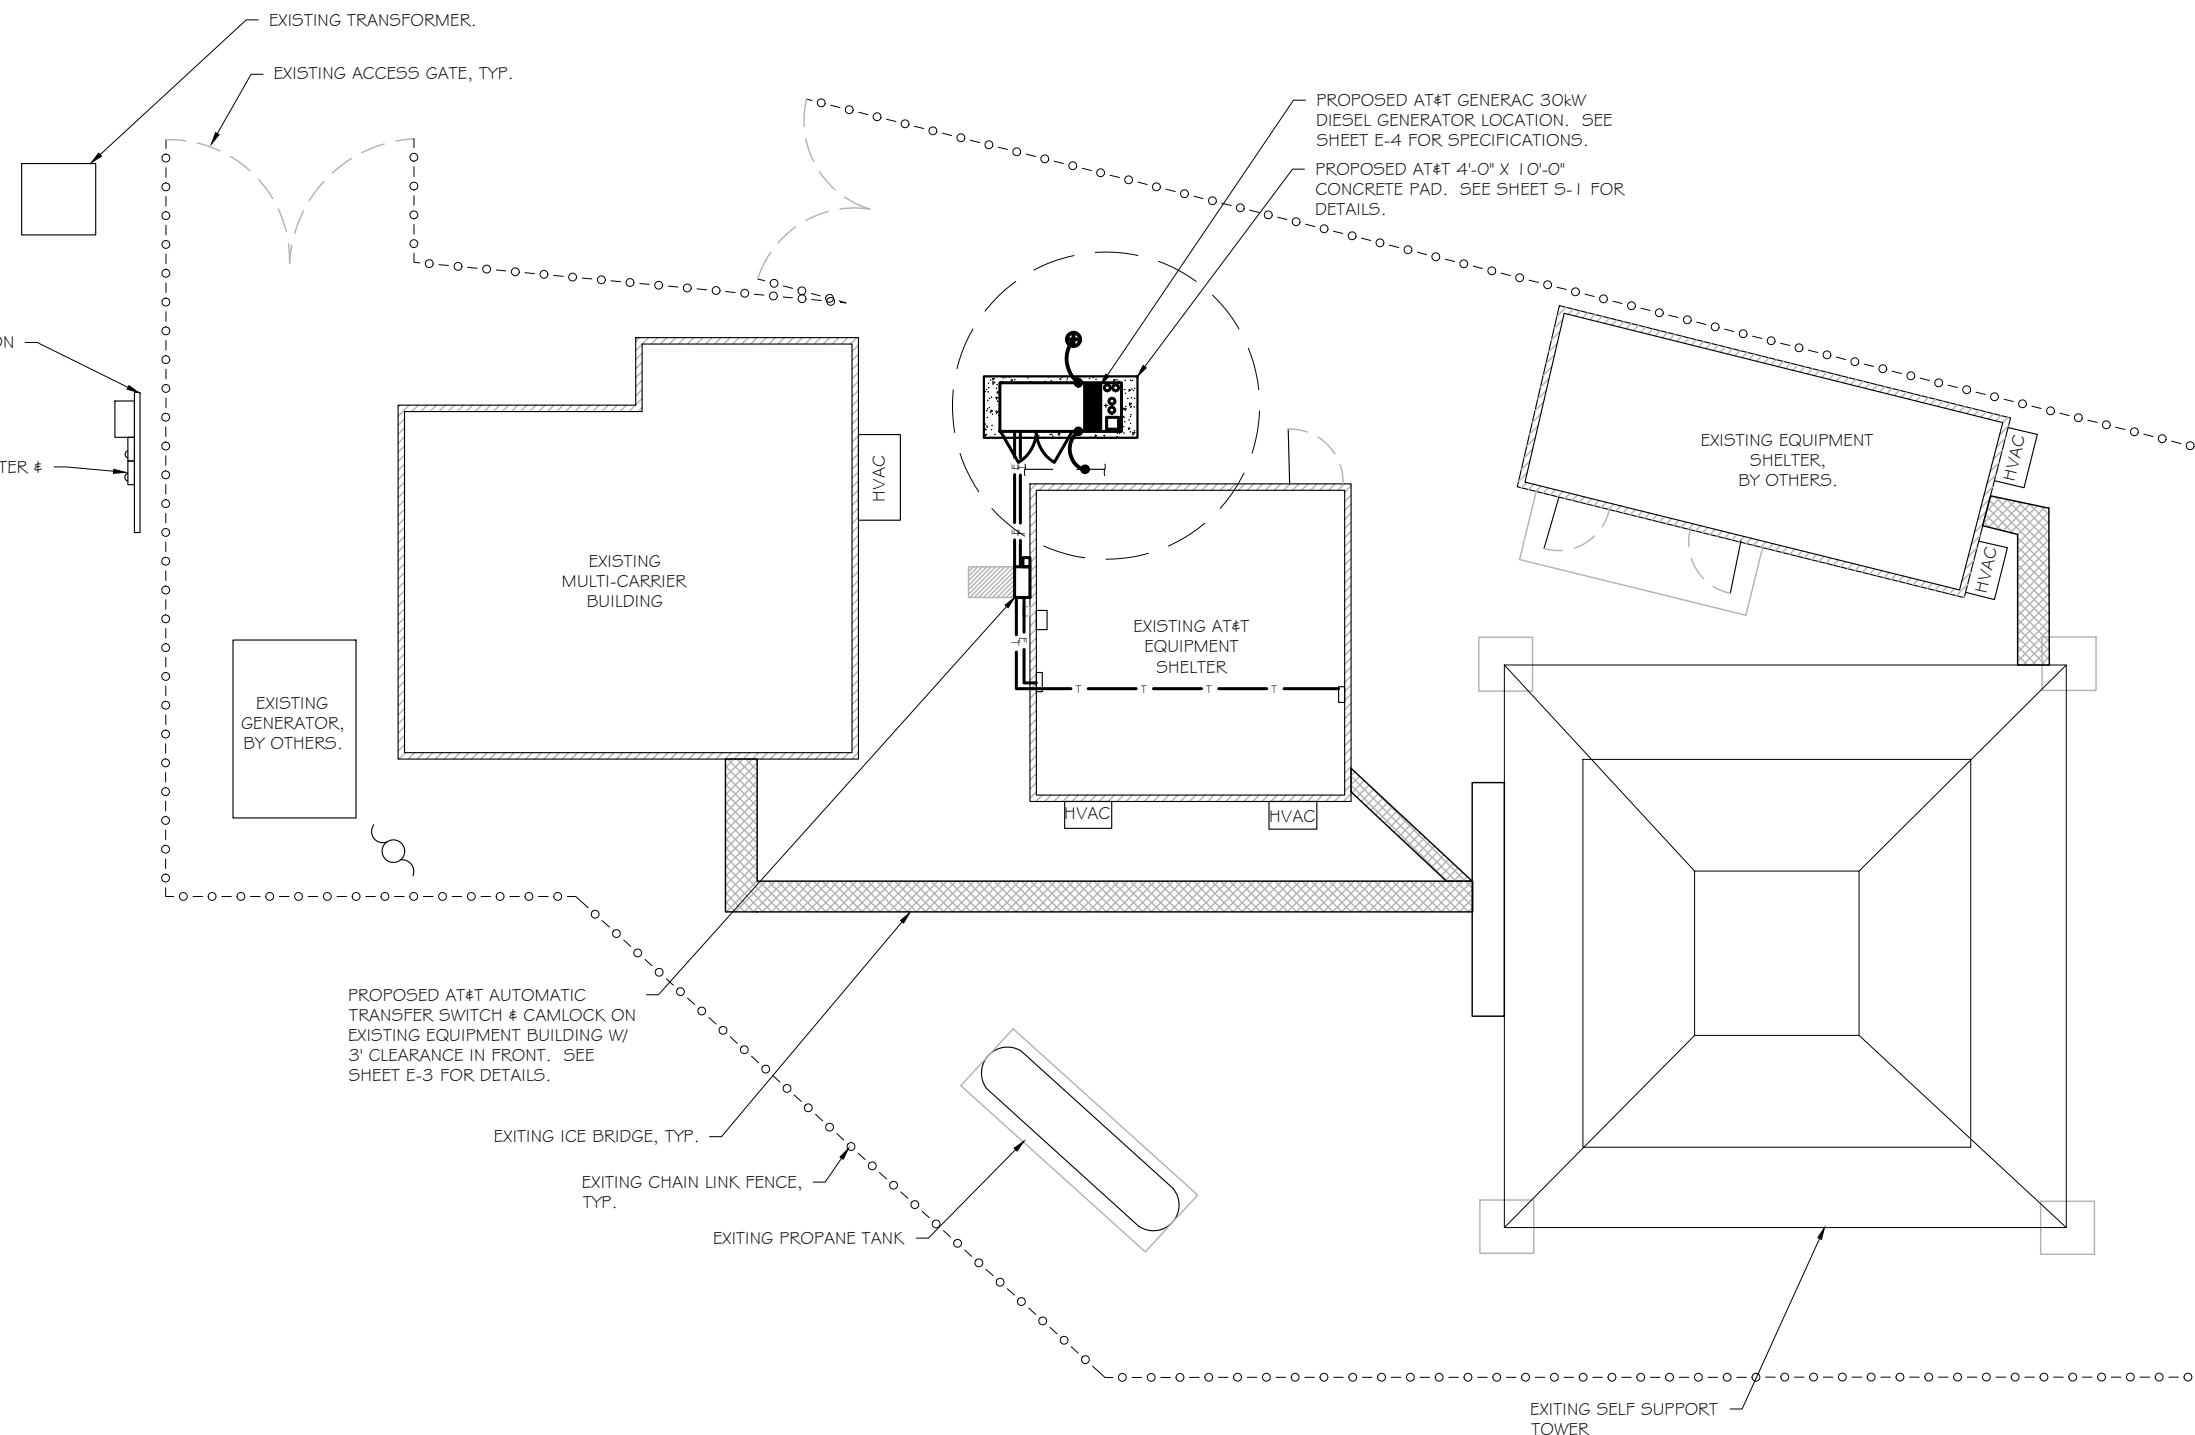 EXISTING TRANSFORMER.
EXISTING ACCESS GATE, TYP.
PROPOSED AT&T GENERAC 30kW
DIESEL GENERATOR LOCATION. SEE
SHEET E-4 FOR SPECIFICATIONS.
PROPOSED AT&T 4'-0" X 10'-0"
CONCRETE PAD. SEE SHEET S-1 FOR
DETAILS.
ON
TER &
HVAC
EXISTING EQUIPMENT
SHELTER,
BY OTHERS.
HVAC
HVAC
EXISTING
MULTI-CARRIER
BUILDING
EXISTING AT&T
EQUIPMENT
SHELTER
T T T T
EXISTING
GENERATOR,
BY OTHERS.
HVAC
HVAC
PROPOSED AT&T AUTOMATIC
TRANSFER SWITCH & CAMLOCK ON
EXISTING EQUIPMENT BUILDING W/
3' CLEARANCE IN FRONT. SEE
SHEET E-3 FOR DETAILS.
EXITING ICE BRIDGE, TYP.
EXITING CHAIN LINK FENCE,
TYP.
EXITING PROPANE TANK
EXITING SELF SUPPORT
TOWER